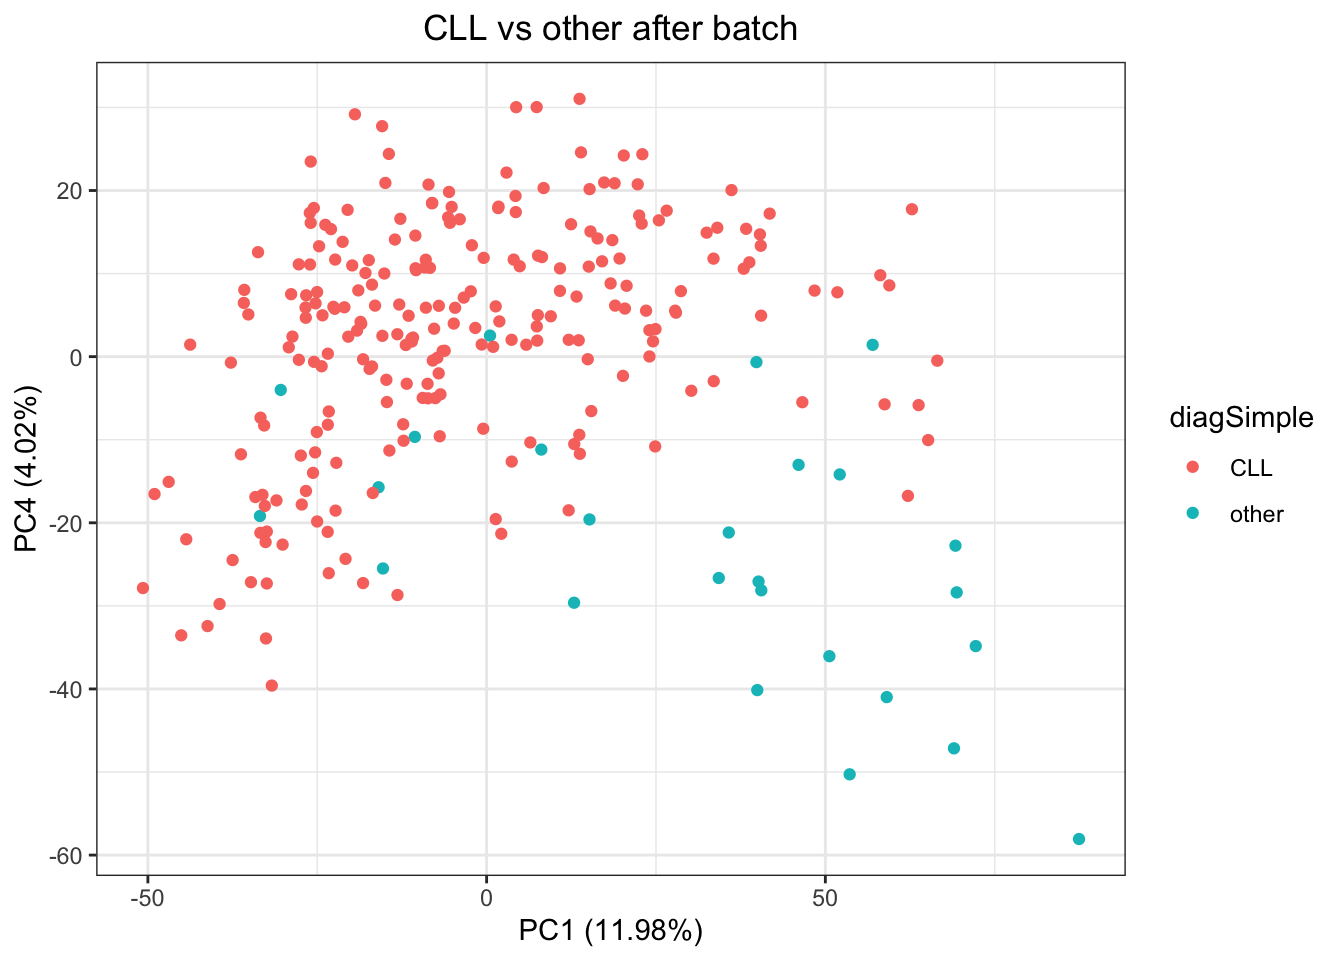 CLL vs other after batch
PC4 (4.02%)
20
0
-20
-40
-60
-50
0
50
PC1 (11.98%)
diagSimple
CLL
other